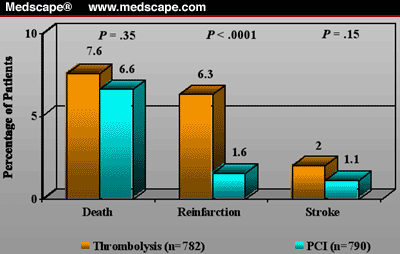 Medscape® www.medscape.com
10
P = .35
P < .0001
P = .15
7.6
6.6
6.3
1.6
2
1.1
5
0
Percentage of Patients
Death
Reinfarction
Stroke
Thrombolysis (n=782)
PCI (n=790)